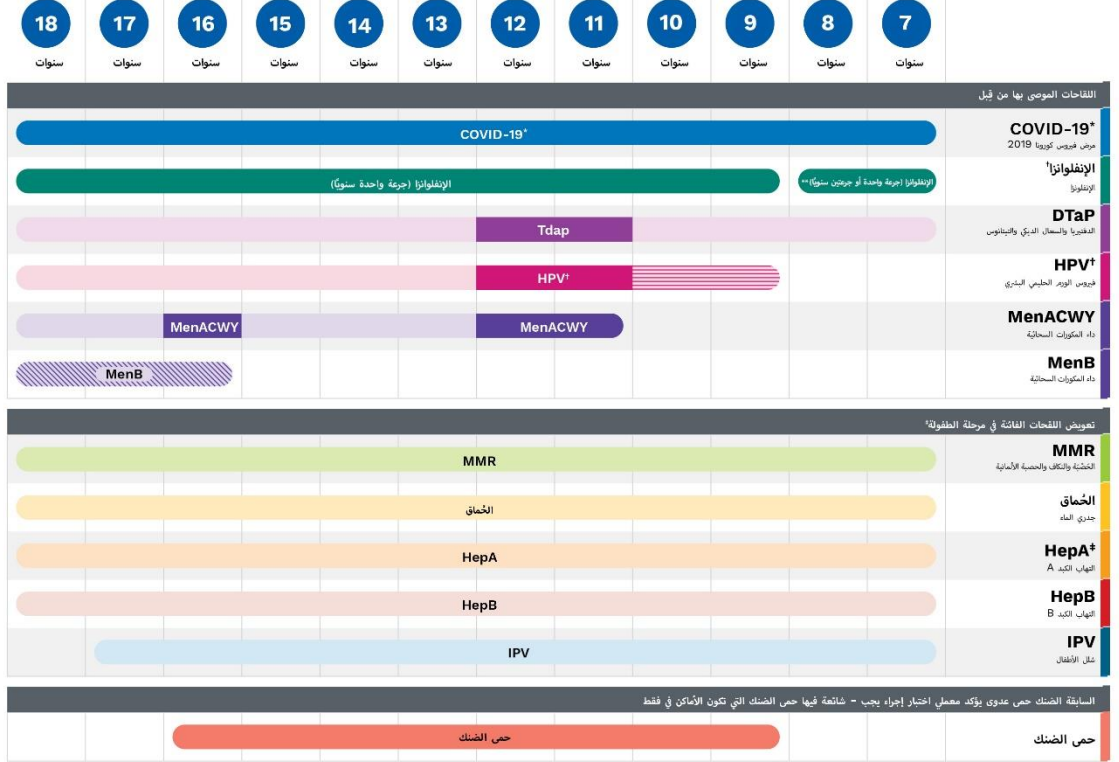 7 8 9 10 11 12 13 14 15 16 17 18
سنوات سنوات سنوات سنوات سنوات سنوات سنوات سنوات سنوات سنوات سنوات سنوات
اللقاحات الموصى بها من قِبل
COVID-19*
مرض فيروس كورونا 2019
COVID-19*
الإنفلوانزا†
الإنفلونزا
الإنفلوانزا (جرعة واحدة أو جرعتين سنويًا)**
الإنفلوانزا (جرعة واحدة سنويًا)
DTaP
الدفتيريا والسعال الديكي والتيتانوس
Tdap
HPV†
فيروس الورم الحليمي البشري
HPV†
MenACWY
داء المكورات السحائية
MenACWY
MenACWY
MenB
داء المكورات السحائية
MenB
تعويض اللقحات الفائتة في مرحلة الطفولة‡
MMR
الحَصْبَة والنكاف والحصبة الألمانية
MMR
الحُماق
جدري الماء
الحُماق
HepA‡
التهاب الكبد A
HepA
HepB
التهاب الكبد B
HepB
IPV
شلل الأطفال
IPV
السابقة الضنك حمى عدوى يؤكد معملي اختبار إجراء يجب – شائعة فيها حمى الضنك التي تكون الأماكن في فقط
حمى الضنك
حمى الضنك